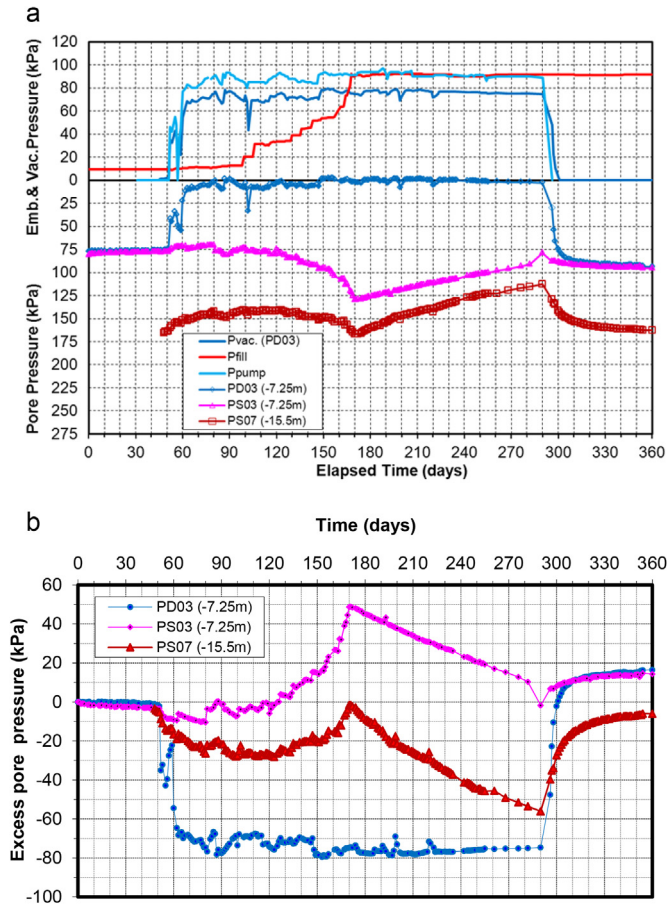 a
Emb.& Vac.Pressure (kPa)
120
100
80
60
40
20
0
Pore Pressure (kPa)
25
50
75
100
125
150
175
200
225
250
275
Pvac. (PD03)
Pfill
Ppump
PD03 (-7.25m)
PS03 (-7.25m)
PS07 (-15.5m)
0 30 60 90 120 150 180 210 240 270 300 330 360
Elapsed Time (days)
b
Time (days)
0 30 60 90 120 150 180 210 240 270 300 330 360
Excess pore pressure (kPa)
60
40
20
0
-20
-40
-60
-80
-100
PD03 (-7.25m)
PS03 (-7.25m)
PS07 (-15.5m)